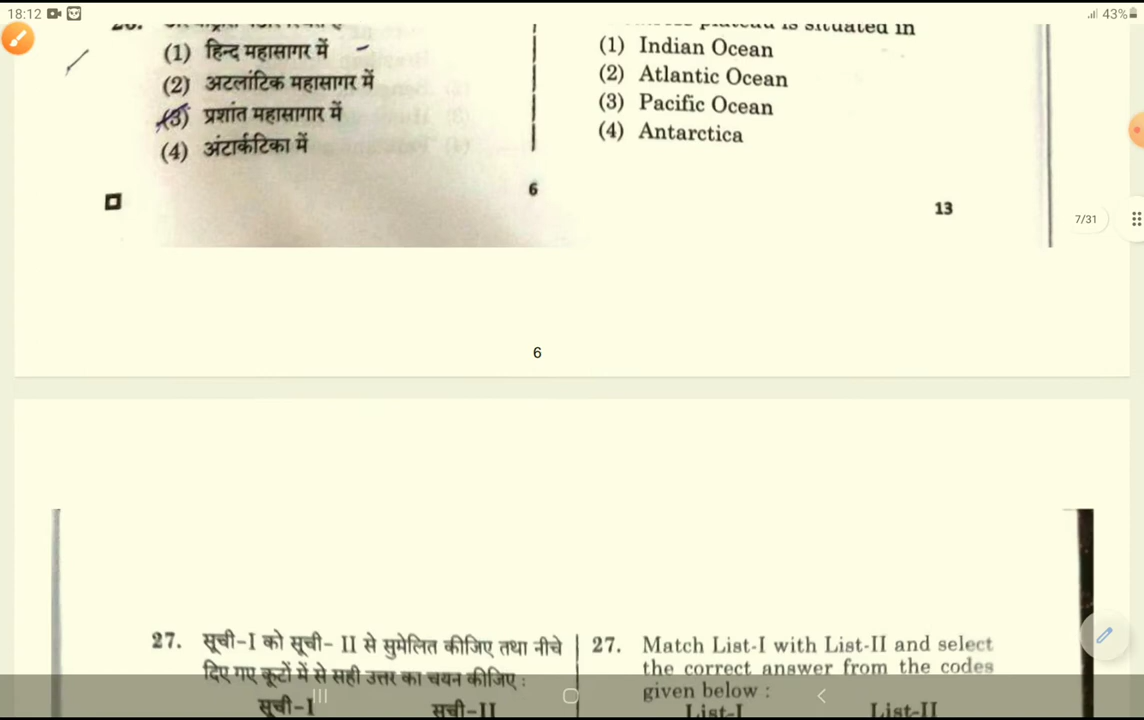 18:12
43%
is situated in
(1) हिन्द महासागर में
(2) अटलांटिक महासागर में
(3) प्रशांत महासागार में
(4) अंटार्कटिका में
(1) Indian Ocean
(2) Atlantic Ocean
(3) Pacific Ocean
(4) Antarctica
6
13
7/31
6
27. सूची-I को सूची- II से सुमेलित कीजिए तथा नीचे
दिए गए कूटों में से सही उत्तर का चयन कीजिए :
सूची-I सूची-II
27. Match List-I with List-II and select
the correct answer from the codes
given below :
List-I List-II